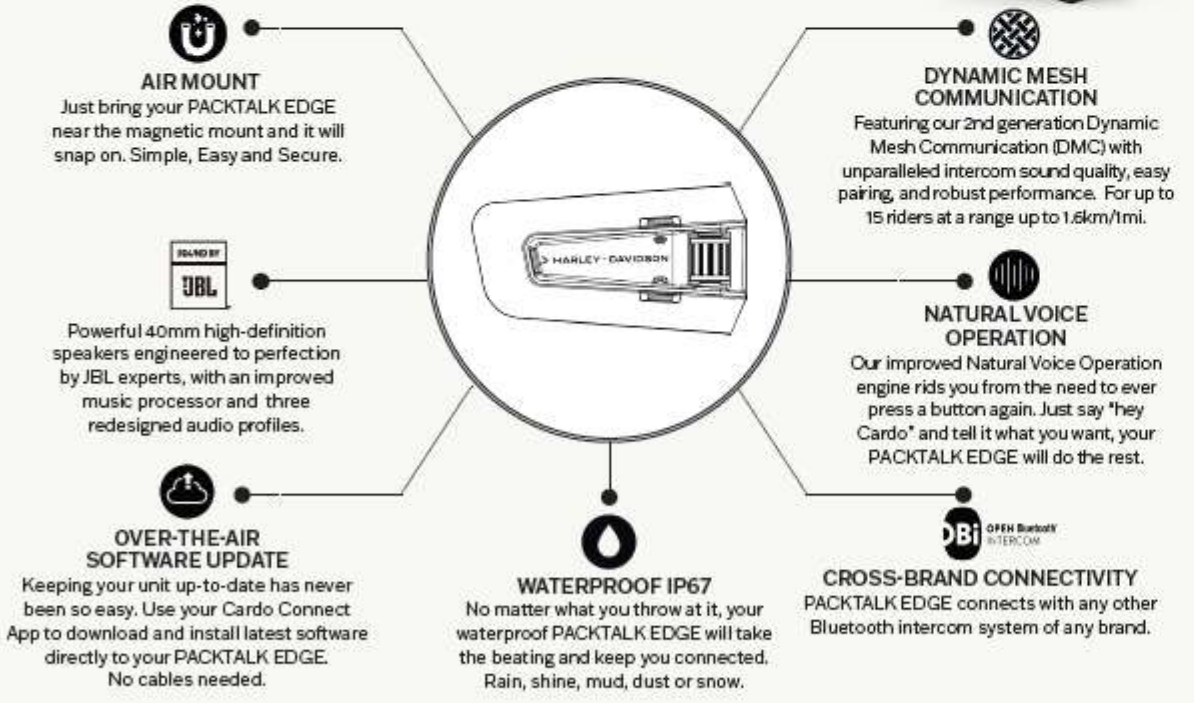 AIR MOUNT
Just bring your PACKTALK EDGE
near the magnetic mount and it will
snap on. Simple, Easy and Secure.
SOUND BY
JBL
Powerful 40mm high-definition
speakers engineered to perfection
by JBL experts, with an improved
music processor and three
redesigned audio profiles.
OVER-THE-AIR
SOFTWARE UPDATE
Keeping your unit up-to-date has never
been so easy. Use your Cardo Connect
App to download and install latest software
directly to your PACKTALK EDGE.
No cables needed.
HARLEY-DAVIDSON
WATERPROOF IP67
No matter what you throw at it, your
waterproof PACKTALK EDGE will take
the beating and keep you connected.
Rain, shine, mud, dust or snow.
DYNAMIC MESH
COMMUNICATION
Featuring our 2nd generation Dynamic
Mesh Communication (DMC) with
unparalleled intercom sound quality, easy
pairing, and robust performance. For up to
15 riders at a range up to 1.6km/1mi.
NATURAL VOICE
OPERATION
Our improved Natural Voice Operation
engine rids you from the need to ever
press a button again. Just say "hey
Cardo" and tell it what you want, your
PACKTALK EDGE will do the rest.
OBi OPEN Bluetooth
INTERCOM
CROSS-BRAND CONNECTIVITY
PACKTALK EDGE connects with any other
Bluetooth intercom system of any brand.